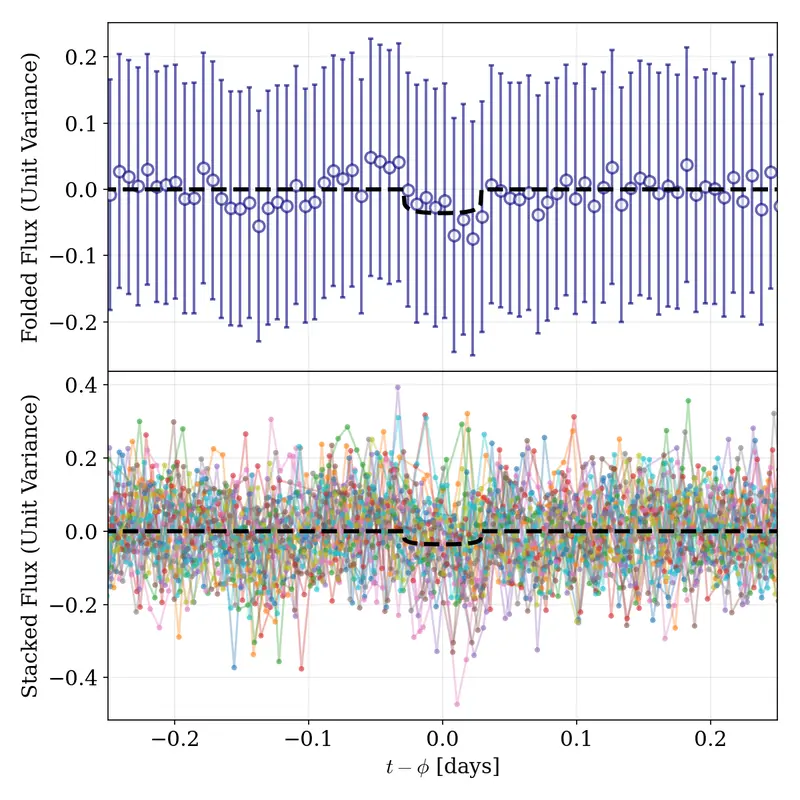 Folded Flux (Unit Variance)
0.2
0.1
0.0
−0.1
−0.2
Stacked Flux (Unit Variance)
0.4
0.2
0.0
−0.2
−0.4
−0.2 −0.1 0.0 0.1 0.2
t − ϕ [days]